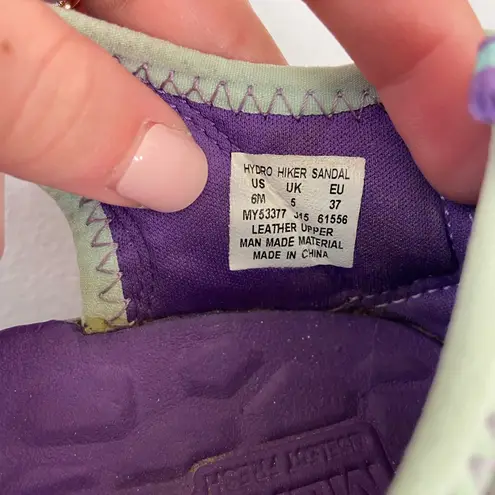 HYDRO HIKER SANDAL
US UK EU
6M 5 37
MY53377 315 61556
LEATHER UPPER
MAN MADE MATERIAL
MADE IN CHINA
FRESH